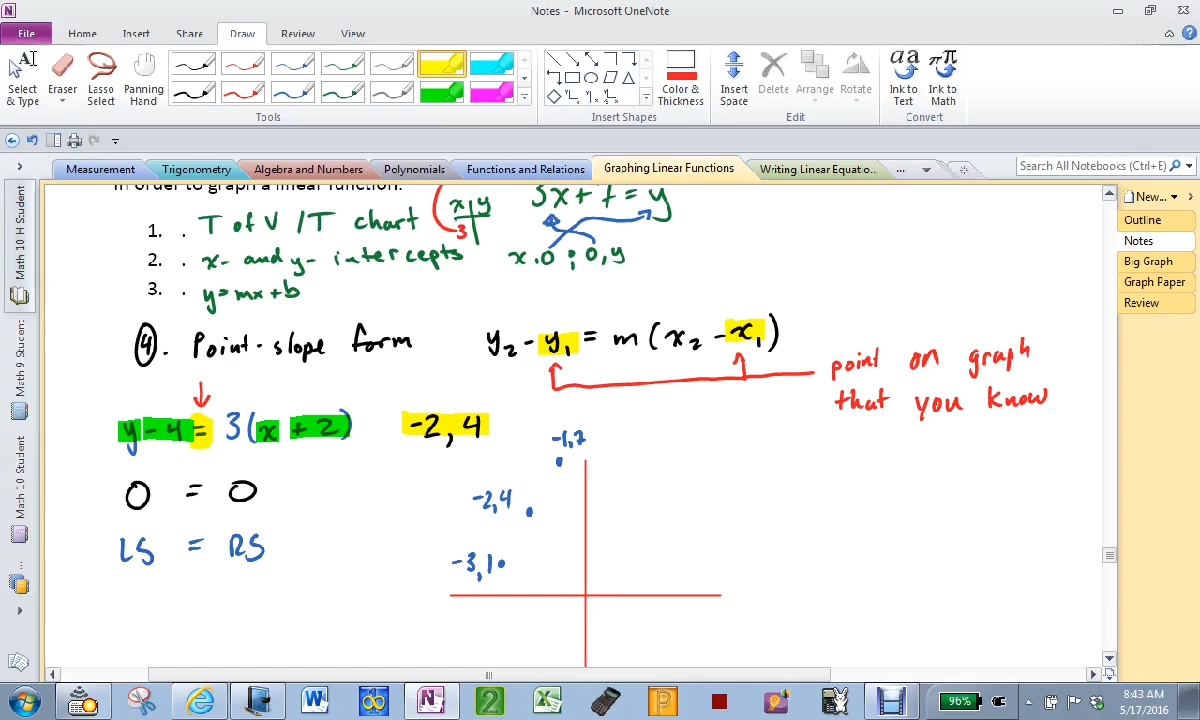 Notes - Microsoft OneNote
File Home Insert Share Draw Review View
Select & Type
Eraser
Lasso Select
Panning Hand
Color & Thickness
Insert Space
Delete
Arrange
Rotate
Ink to Text
Ink to Math
Tools Insert Shapes Edit Convert
Measurement Trigonometry Algebra and Numbers Polynomials Functions and Relations Graphing Linear Functions Writing Linear Equatio... ...
Search All Notebooks (Ctrl+E)
New...
Outline
Notes
Big Graph
Graph Paper
Review
Math 10 H Student
Math 9 Student
Math 10 Student
in order to graph a linear function:
1. . T of V / T chart x y 3 3x + 7 = y
2. . x- and y- intercepts x,0 ; 0,y
3. . y=mx+b
4. Point-slope form y₂ - y₁ = m(x₂ - x₁)
point on graph
that you know
y - 4 = 3(x + 2) -2, 4
-1,7
0 = 0 -2,4
LS = RS
-3,1
96%
8:43 AM
5/17/2016